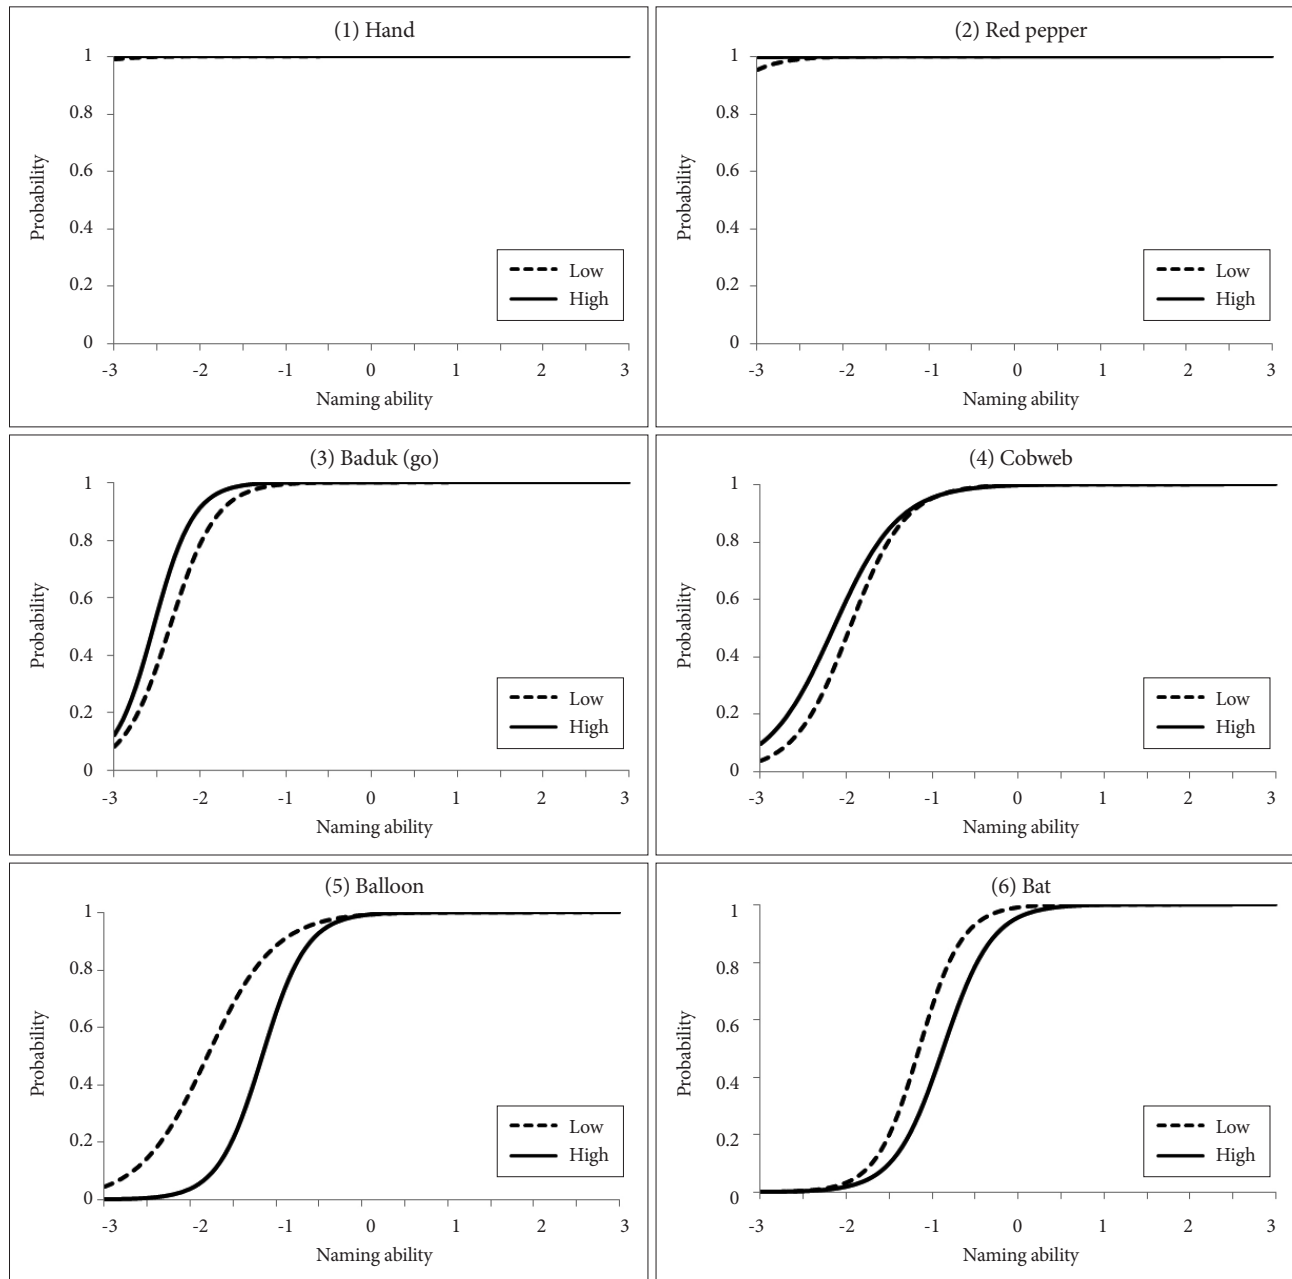 (1) Hand
1
0.8
0.6
0.4
0.2
0
Probability
Low
High
-3 -2 -1 0 1 2 3
Naming ability
(2) Red pepper
1
0.8
0.6
0.4
0.2
0
Probability
Low
High
-3 -2 -1 0 1 2 3
Naming ability
(3) Baduk (go)
1
0.8
0.6
0.4
0.2
0
Probability
Low
High
-3 -2 -1 0 1 2 3
Naming ability
(4) Cobweb
1
0.8
0.6
0.4
0.2
0
Probability
Low
High
-3 -2 -1 0 1 2 3
Naming ability
(5) Balloon
1
0.8
0.6
0.4
0.2
0
Probability
Low
High
-3 -2 -1 0 1 2 3
Naming ability
(6) Bat
1
0.8
0.6
0.4
0.2
0
Probability
Low
High
-3 -2 -1 0 1 2 3
Naming ability